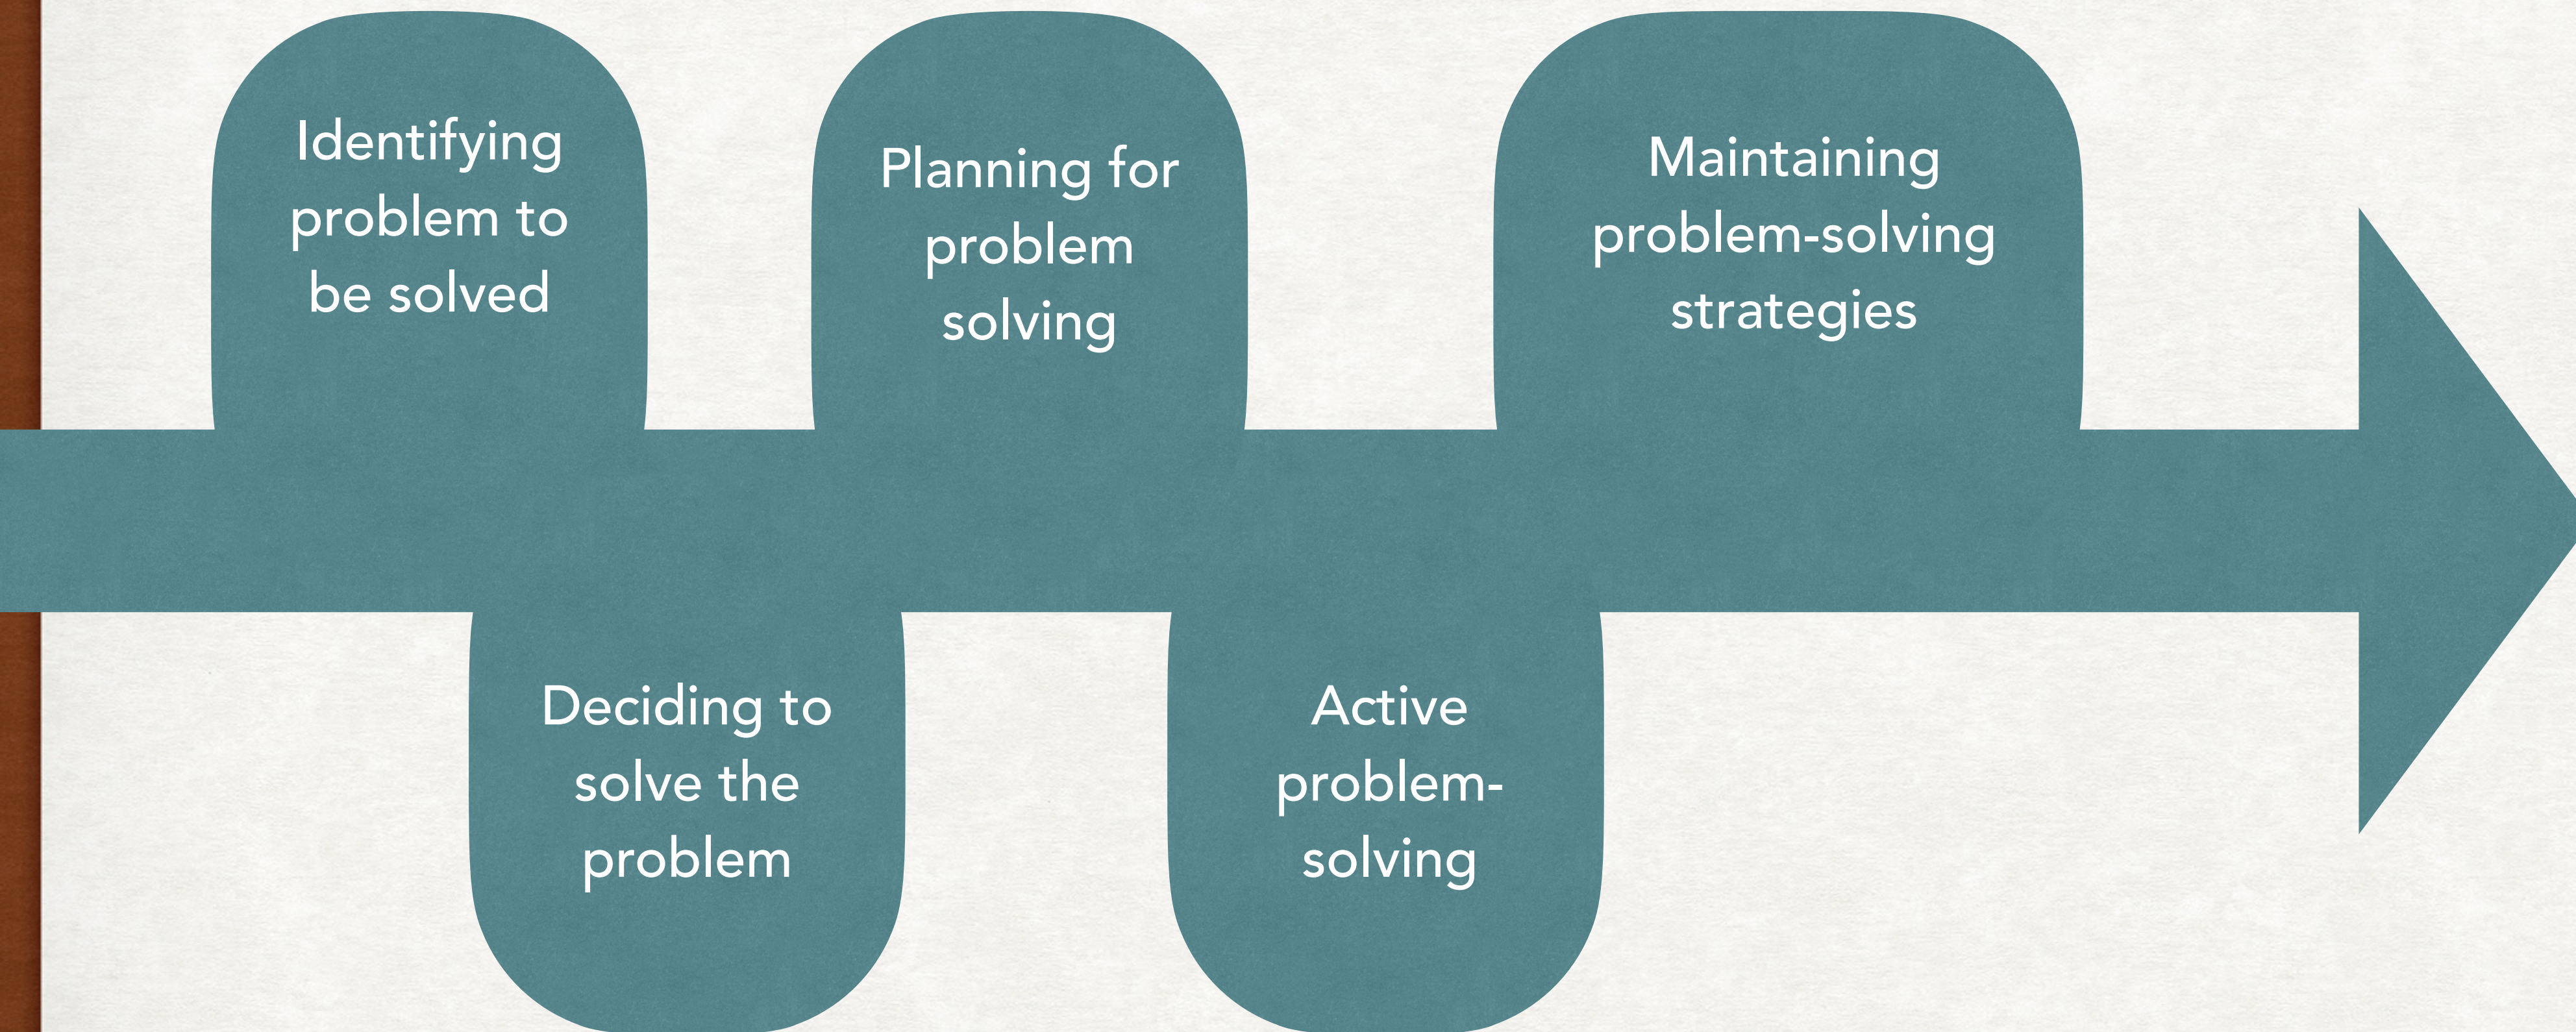 Identifying
problem to
be solved
Deciding to
solve the
problem
Planning for
problem
solving
Active
problem-
solving
Maintaining
problem-solving
strategies